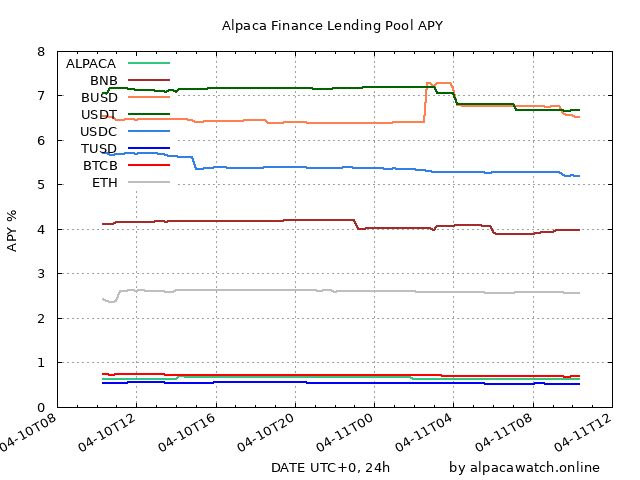 Alpaca Finance Lending Pool APY
8
7
6
5
4
3
2
1
0
APY %
ALPACA
BNB
BUSD
USDT
USDC
TUSD
BTCB
ETH
04-10T08
04-10T12
04-10T16
04-10T20
04-11T00
04-11T04
04-11T08
04-11T12
DATE UTC+0, 24h
by alpacawatch.online